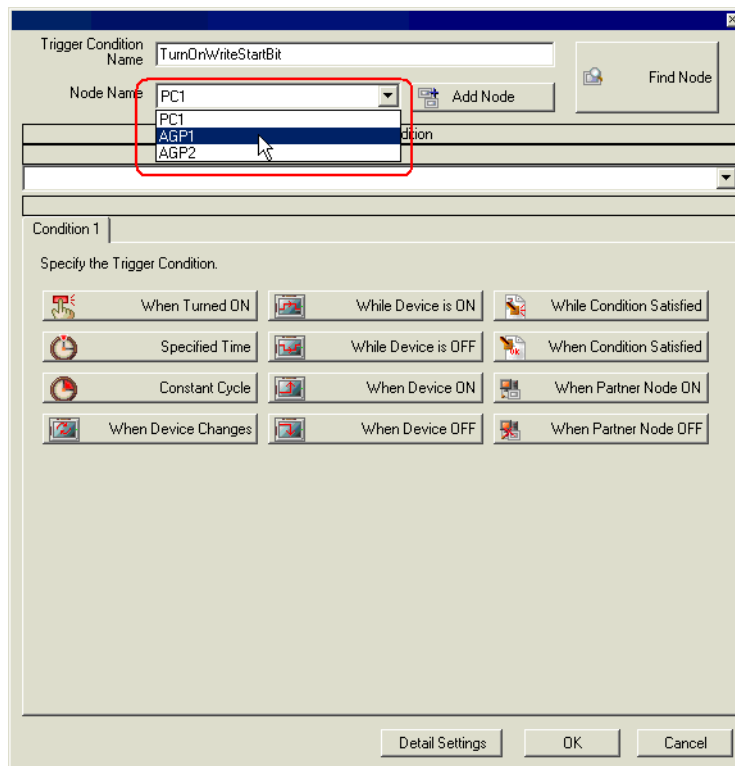 Trigger Condition
Name
TurnOnWriteStartBit
Find Node
Node Name
PC1
Add Node
PC1
AGP1
dition
AGP2
Condition 1
Specify the Trigger Condition.
When Turned ON
While Device is ON
While Condition Satisfied
Specified Time
While Device is OFF
When Condition Satisfied
Constant Cycle
When Device ON
When Partner Node ON
When Device Changes
When Device OFF
When Partner Node OFF
Detail Settings
OK
Cancel